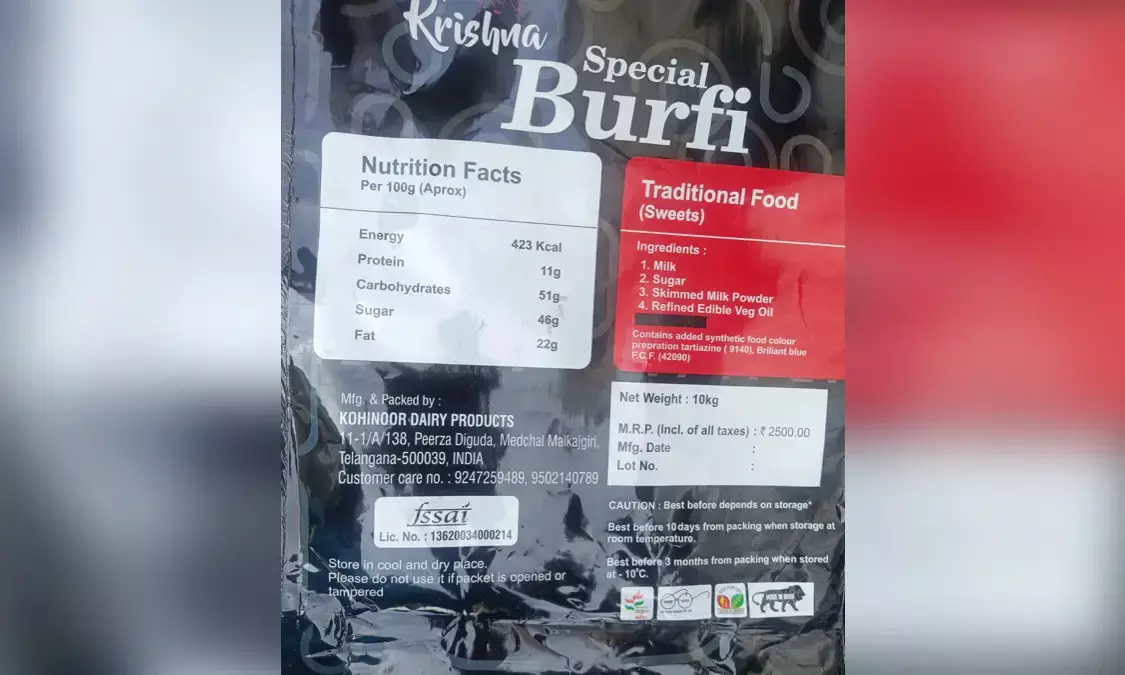 Krishna
Special
Burfi
Nutrition Facts
Per 100g (Aprox)
Energy 423 Kcal
Protein 11g
Carbohydrates 51g
Sugar 46g
Fat 22g
Traditional Food
(Sweets)
Ingredients :
1. Milk
2. Sugar
3. Skimmed Milk Powder
4. Refined Edible Veg Oil
Contains added synthetic food colour
prepration tartiazine ( 9140), Briliant blue
F.C.F. (42090)
Mfg. & Packed by :
KOHINOOR DAIRY PRODUCTS
11-1/A/138, Peerza Diguda, Medchal Malkajgiri,
Telangana-500039, INDIA
Customer care no. : 9247259489, 9502140789
fssai
Lic. No. : 13620034000214
Store in cool and dry place.
Please do not use it if packet is opened or
tampered
Net Weight : 10kg
M.R.P. (Incl. of all taxes) : ₹ 2500.00
Mfg. Date :
Lot No. :
CAUTION : Best before depends on storage*
Best before 10days from packing when storage at
room temperature.
Best before 3 months from packing when stored
at - 10°C.
MAKE IN INDIA